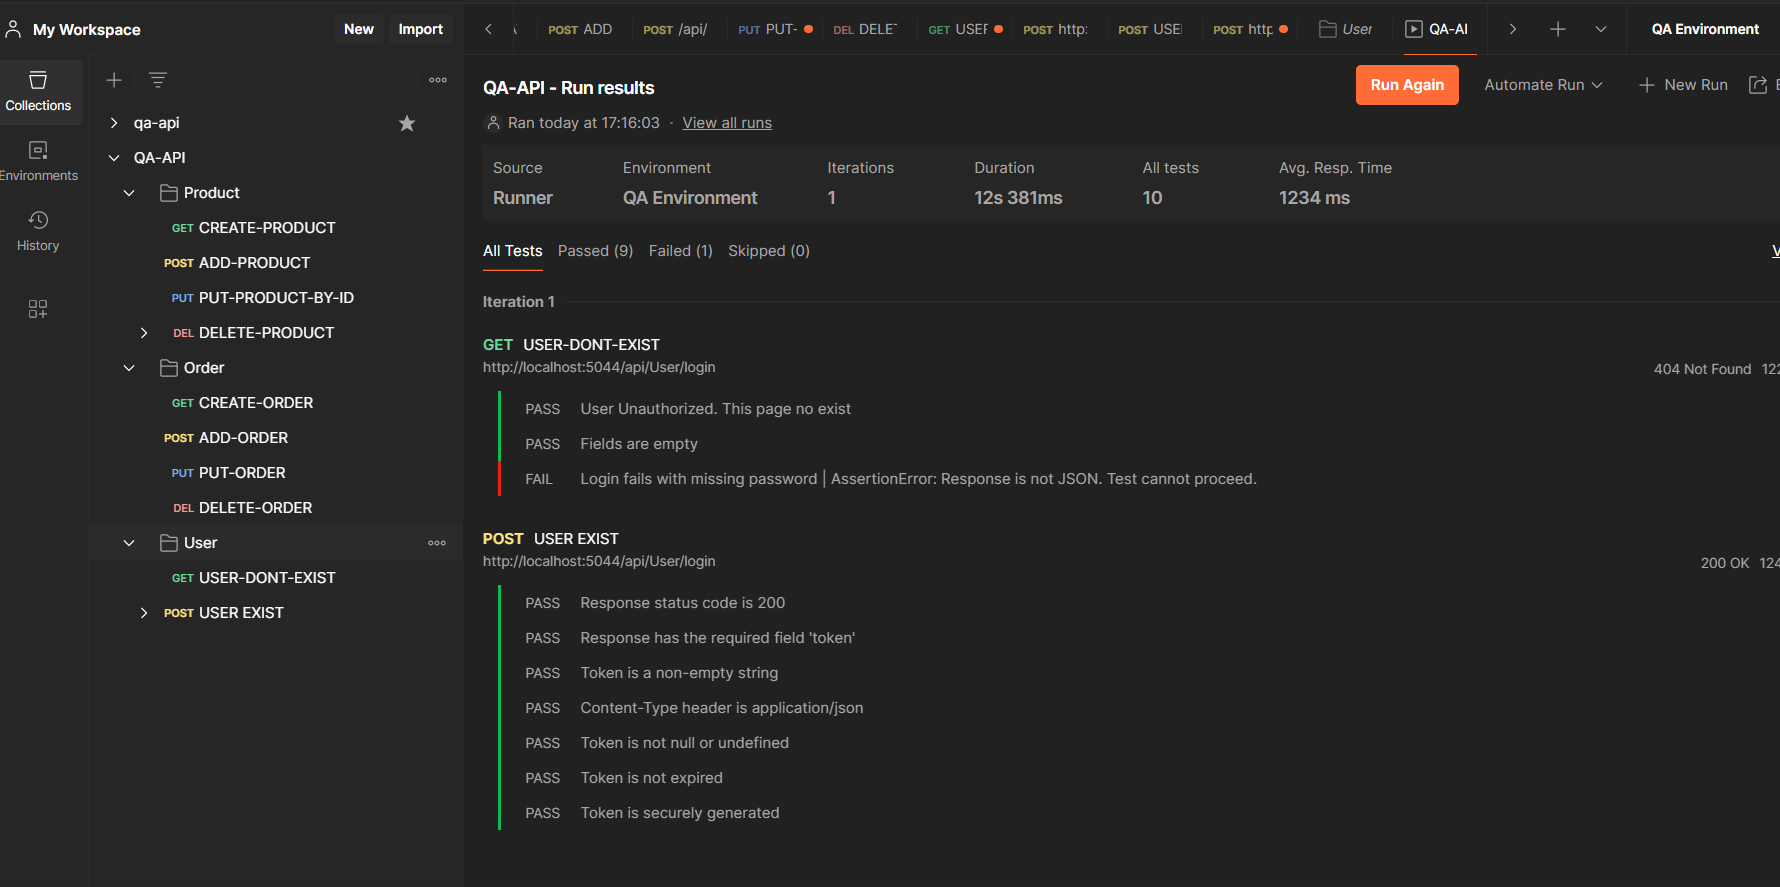 My Workspace
New
Import
POST ADD
POST /api/
PUT PUT-
DEL DELE
GET USER
POST http:
POST USE
POST http
User
QA-AI
QA Environment
Collections
Environments
History
qa-api
QA-API
Product
GET CREATE-PRODUCT
POST ADD-PRODUCT
PUT PUT-PRODUCT-BY-ID
DEL DELETE-PRODUCT
Order
GET CREATE-ORDER
POST ADD-ORDER
PUT PUT-ORDER
DEL DELETE-ORDER
User
GET USER-DONT-EXIST
POST USER EXIST
QA-API - Run results
Run Again
Automate Run
New Run
Ran today at 17:16:03 · View all runs
Source Environment Iterations Duration All tests Avg. Resp. Time
Runner QA Environment 1 12s 381ms 10 1234 ms
All Tests Passed (9) Failed (1) Skipped (0)
Iteration 1
GET USER-DONT-EXIST
http://localhost:5044/api/User/login
404 Not Found 122
PASS User Unauthorized. This page no exist
PASS Fields are empty
FAIL Login fails with missing password | AssertionError: Response is not JSON. Test cannot proceed.
POST USER EXIST
http://localhost:5044/api/User/login
200 OK 124
PASS Response status code is 200
PASS Response has the required field 'token'
PASS Token is a non-empty string
PASS Content-Type header is application/json
PASS Token is not null or undefined
PASS Token is not expired
PASS Token is securely generated